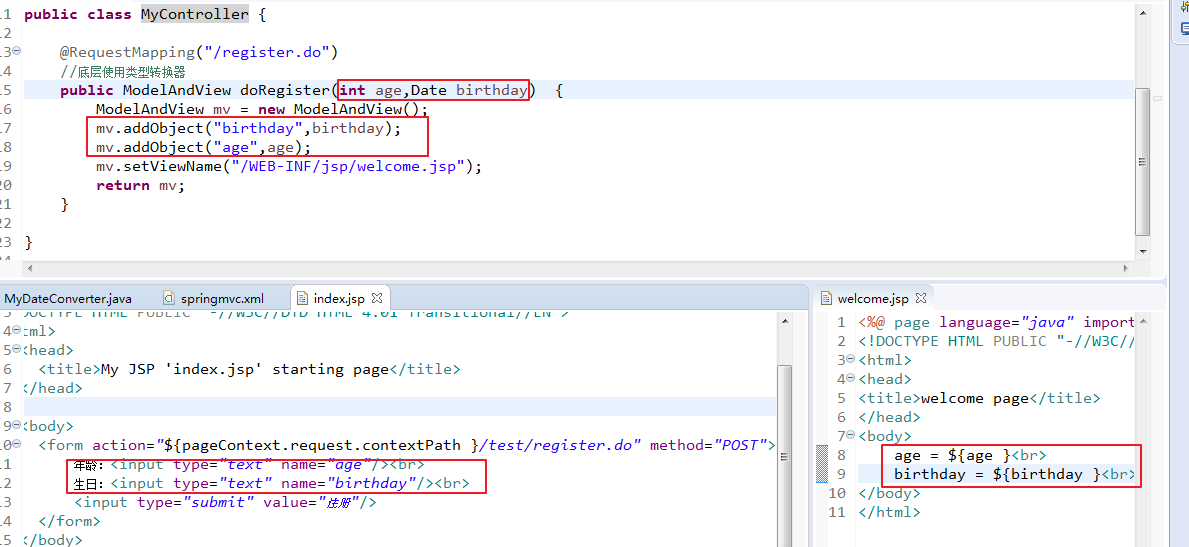 11 public class MyController {
12
13 @RequestMapping("/register.do")
14 //底层使用类型转换器
15 public ModelAndView doRegister(int age,Date birthday) {
16 ModelAndView mv = new ModelAndView();
17 mv.addObject("birthday",birthday);
18 mv.addObject("age",age);
19 mv.setViewName("/WEB-INF/jsp/welcome.jsp");
20 return mv;
21 }
22
23 }
MyDateConverter.java springmvc.xml index.jsp
3 OCTYPE HTML PUBLIC "-//W3C//DTD HTML 4.01 Transitional//EN">
4 tml>
5 <head>
6 <title>My JSP 'index.jsp' starting page</title>
7 </head>
8
9 <body>
10 <form action="${pageContext.request.contextPath }/test/register.do" method="POST">
11 年龄：<input type="text" name="age"/><br>
12 生日：<input type="text" name="birthday"/><br>
13 <input type="submit" value="注册"/>
14 </form>
15 </body>
welcome.jsp
1 <%@ page language="java" import
2 <!DOCTYPE HTML PUBLIC "-//W3C//
3 <html>
4 <head>
5 <title>welcome page</title>
6 </head>
7 <body>
8 age = ${age }<br>
9 birthday = ${birthday }<br>
10 </body>
11 </html>